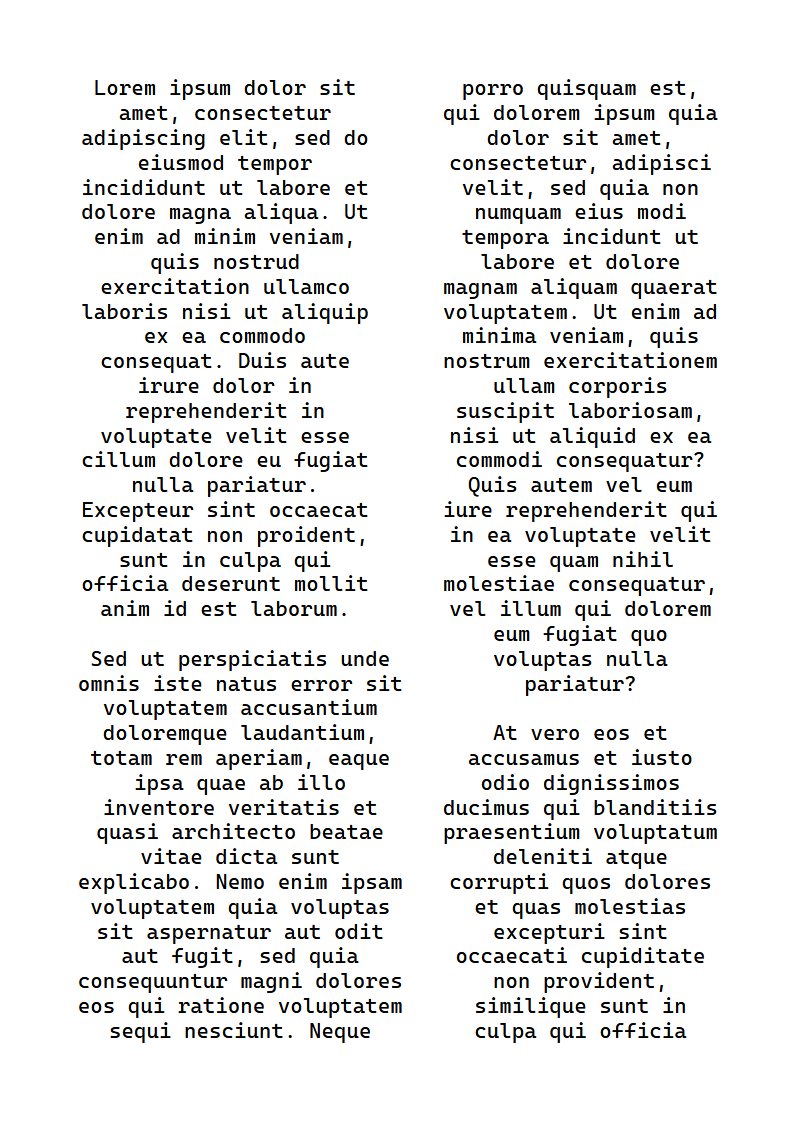 Lorem ipsum dolor sit
amet, consectetur
adipiscing elit, sed do
eiusmod tempor
incididunt ut labore et
dolore magna aliqua. Ut
enim ad minim veniam,
quis nostrud
exercitation ullamco
laboris nisi ut aliquip
ex ea commodo
consequat. Duis aute
irure dolor in
reprehenderit in
voluptate velit esse
cillum dolore eu fugiat
nulla pariatur.
Excepteur sint occaecat
cupidatat non proident,
sunt in culpa qui
officia deserunt mollit
anim id est laborum.

Sed ut perspiciatis unde
omnis iste natus error sit
voluptatem accusantium
doloremque laudantium,
totam rem aperiam, eaque
ipsa quae ab illo
inventore veritatis et
quasi architecto beatae
vitae dicta sunt
explicabo. Nemo enim ipsam
voluptatem quia voluptas
sit aspernatur aut odit
aut fugit, sed quia
consequuntur magni dolores
eos qui ratione voluptatem
sequi nesciunt. Neque
porro quisquam est,
qui dolorem ipsum quia
dolor sit amet,
consectetur, adipisci
velit, sed quia non
numquam eius modi
tempora incidunt ut
labore et dolore
magnam aliquam quaerat
voluptatem. Ut enim ad
minima veniam, quis
nostrum exercitationem
ullam corporis
suscipit laboriosam,
nisi ut aliquid ex ea
commodi consequatur?
Quis autem vel eum
iure reprehenderit qui
in ea voluptate velit
esse quam nihil
molestiae consequatur,
vel illum qui dolorem
eum fugiat quo
voluptas nulla
pariatur?

At vero eos et
accusamus et iusto
odio dignissimos
ducimus qui blanditiis
praesentium voluptatum
deleniti atque
corrupti quos dolores
et quas molestias
excepturi sint
occaecati cupiditate
non provident,
similique sunt in
culpa qui officia